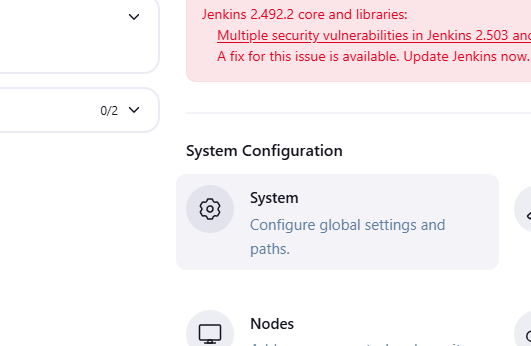 Jenkins 2.492.2 core and libraries:
Multiple security vulnerabilities in Jenkins 2.503 and
A fix for this issue is available. Update Jenkins now.
0/2
System Configuration
System
Configure global settings and
paths.
Nodes